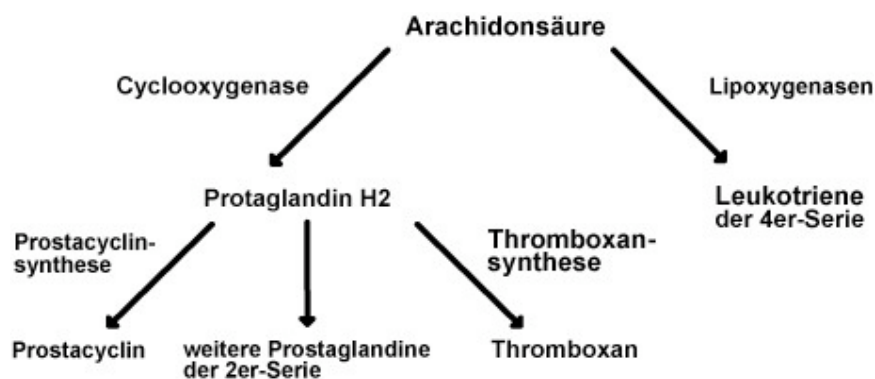 Arachidonsäure
Cyclooxygenase
Lipoxygenasen
Protaglandin H2
Leukotriene
der 4er-Serie
Prostacyclin-
synthese
Thromboxan-
synthese
Prostacyclin
weitere Prostaglandine
der 2er-Serie
Thromboxan